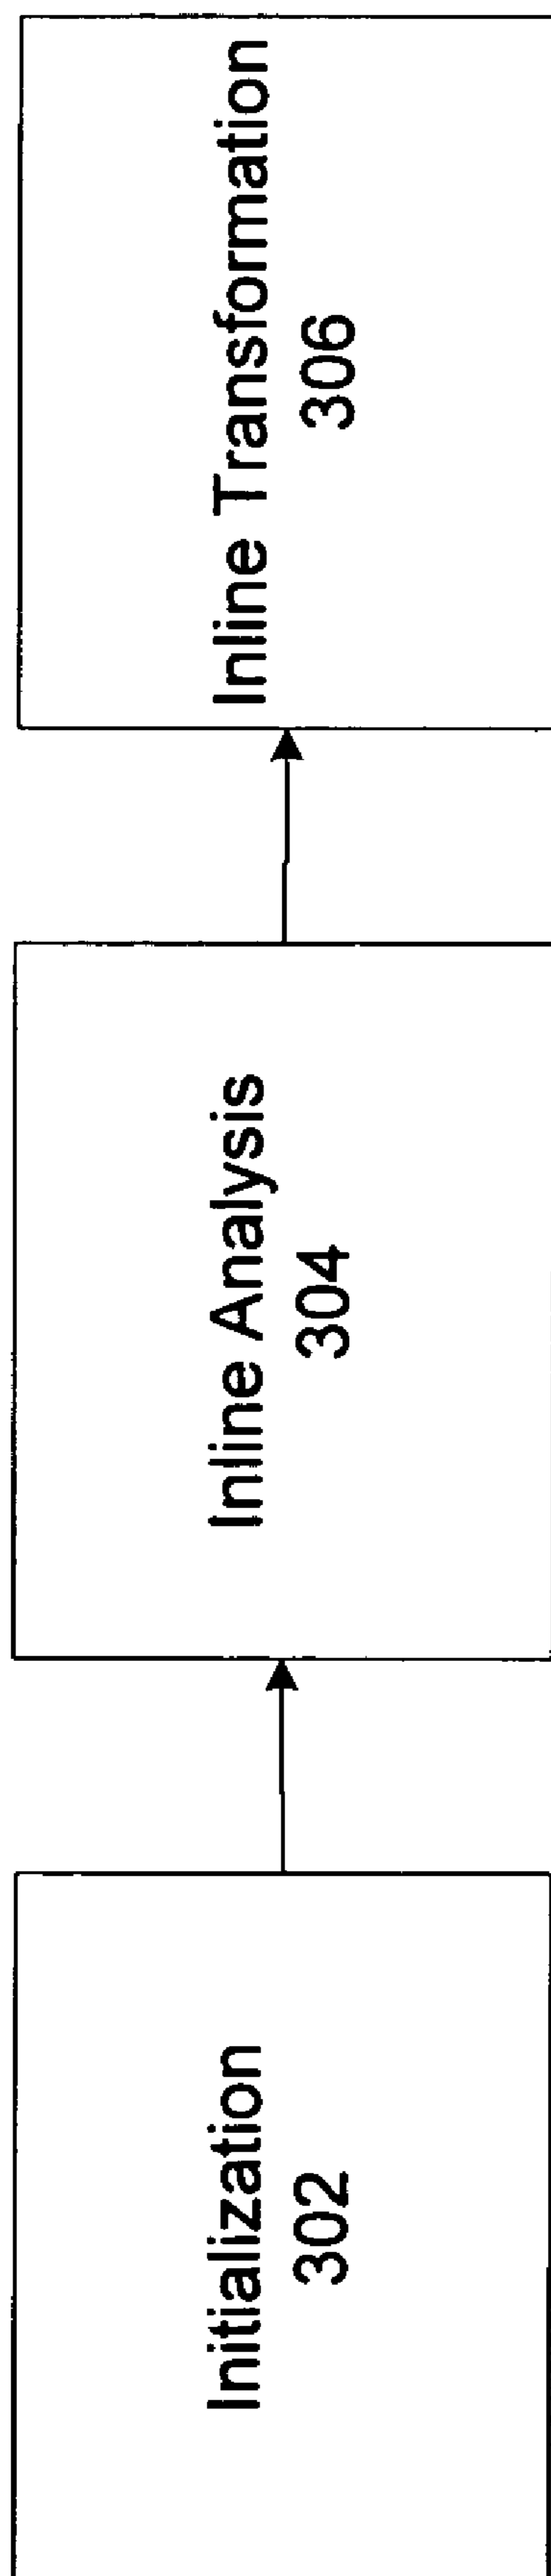 Initialization
302
Inline Analysis
304
Inline Transformation
306